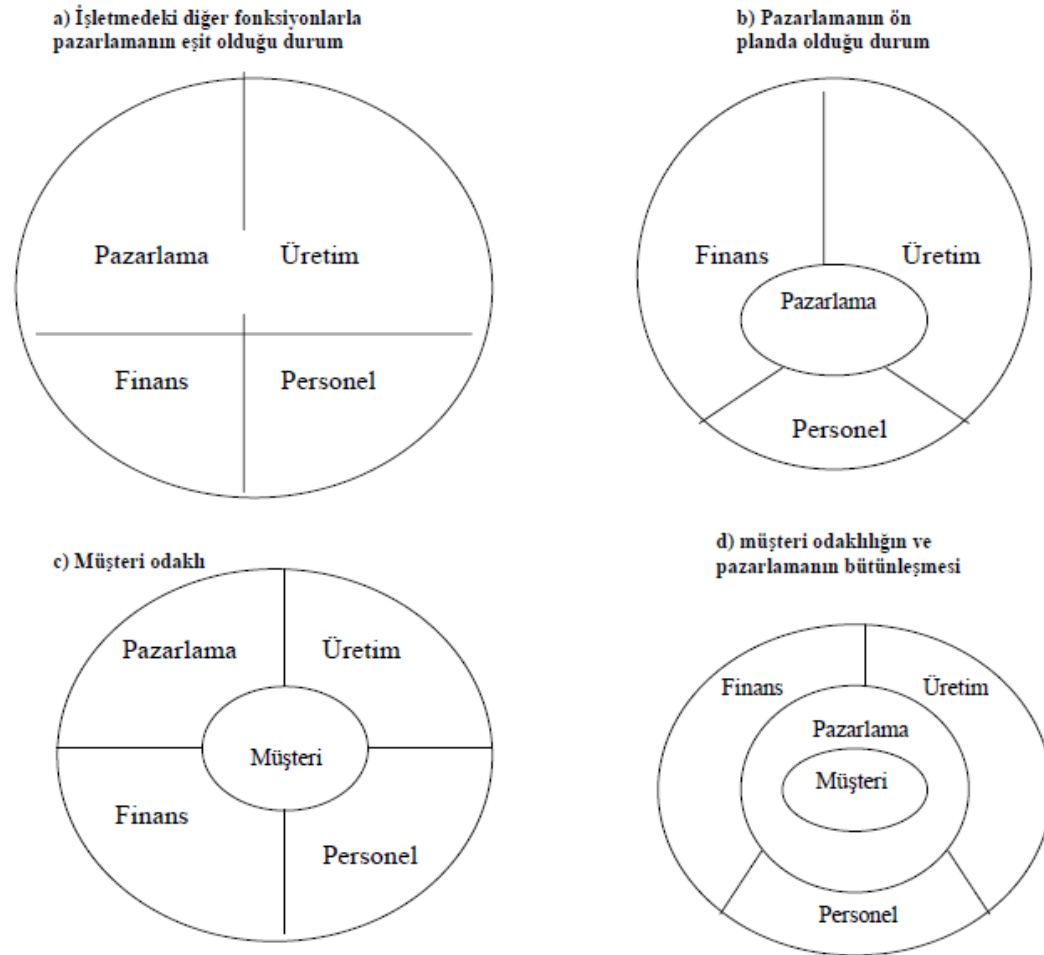 a) İşletmedeki diğer fonksiyonlarla
pazarlamanın eşit olduğu durum
Pazarlama
Üretim
Finans
Personel
b) Pazarlamanın ön
planda olduğu durum
Finans
Üretim
Pazarlama
Personel
c) Müşteri odaklı
Pazarlama
Üretim
Müşteri
Finans
Personel
d) müşteri odaklılığın ve
pazarlamanın bütünleşmesi
Finans
Üretim
Pazarlama
Müşteri
Personel